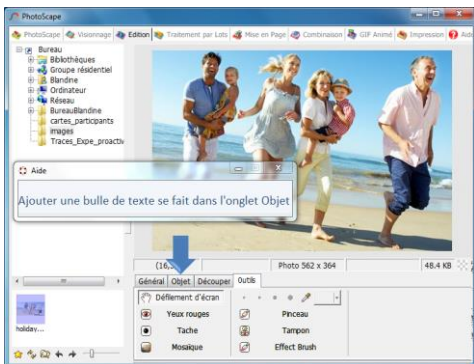 PhotoScape
PhotoScape Visionnage Edition Traitement par Lots Mise en Page Combinaison GIF Animé Impression
Bureau
Bibliothèques
Groupe résidentiel
Blandine
Ordinateur
Réseau
BureauBlandine
cartes_participants
images
Traces_Expe_proactiv
Aide
Ajouter une bulle de texte se fait dans l'onglet Objet
Photo 562 x 364 48.4 KB
Général Objet Découper Outils
Défilement d'écran
Yeux rouges Pinceau
Tache Tampon
Mosaïque Effect Brush
holiday...